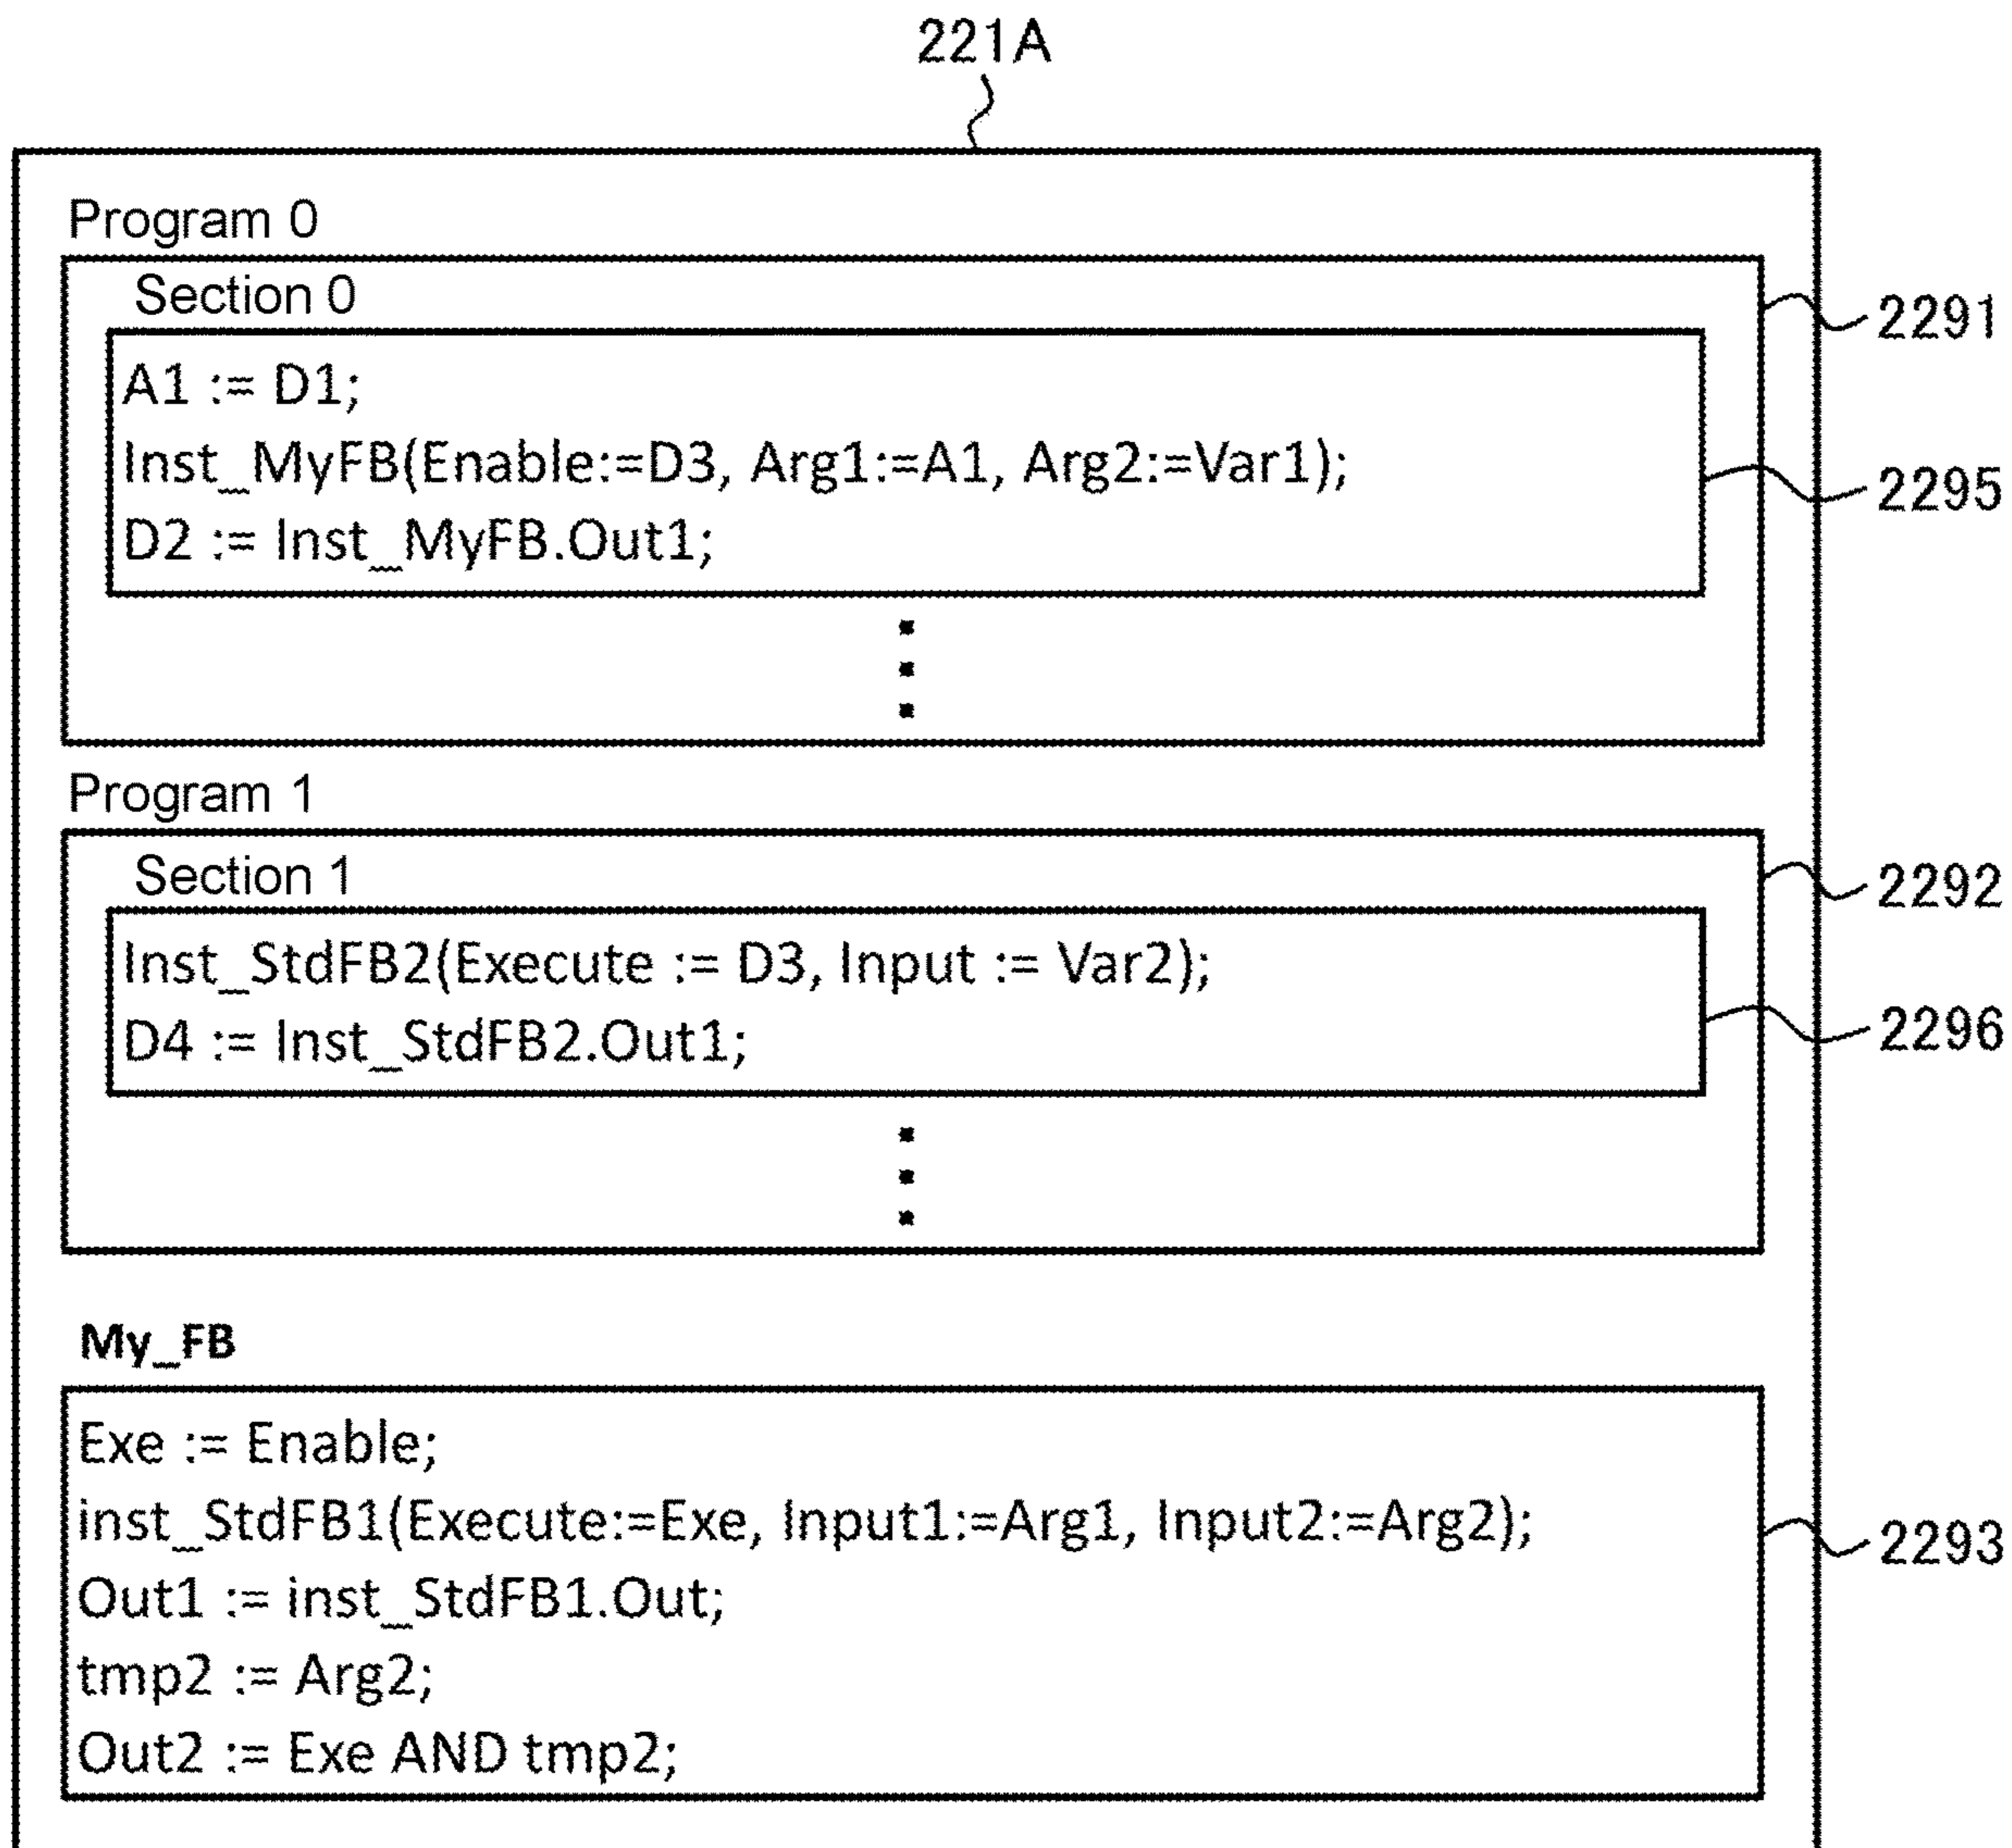 221A
Program 0
Section 0
2291
A1 := D1;
Inst_MyFB(Enable:=D3, Arg1:=A1, Arg2:=Var1);
2295
D2 := Inst_MyFB.Out1;
Program 1
Section 1
2292
Inst_StdFB2(Execute := D3, Input := Var2);
D4 := Inst_StdFB2.Out1;
2296
My_FB
Exe := Enable;
inst_StdFB1(Execute:=Exe, Input1:=Arg1, Input2:=Arg2);
2293
Out1 := inst_StdFB1.Out;
tmp2 := Arg2;
Out2 := Exe AND tmp2;